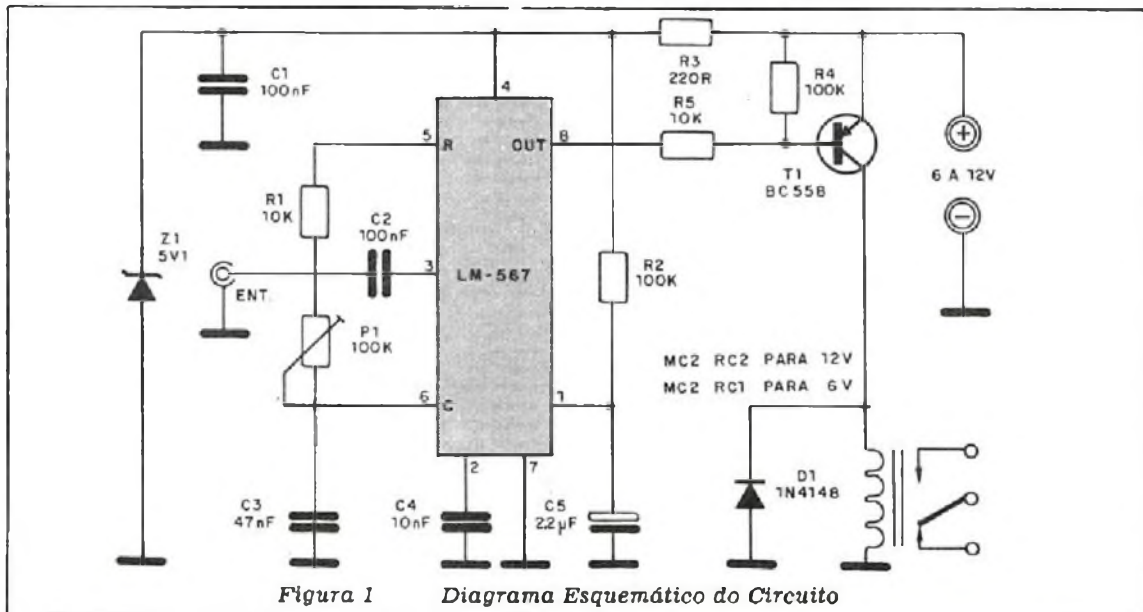 C1
100nF
4
R3
220R
R4
100K
R5
10K
5
R
OUT
8
T1
BC558
6 A 12V
R1
10K
C2
100nF
Z1
5V1
ENT.
3
LM-567
R2
100K
P1
100K
MC2 RC2 PARA 12V
MC2 RC1 PARA 6V
6
C
1
2
7
D1
1N4148
C3
47nF
C4
10nF
C5
2,2µF
Figura 1 Diagrama Esquemático do Circuito